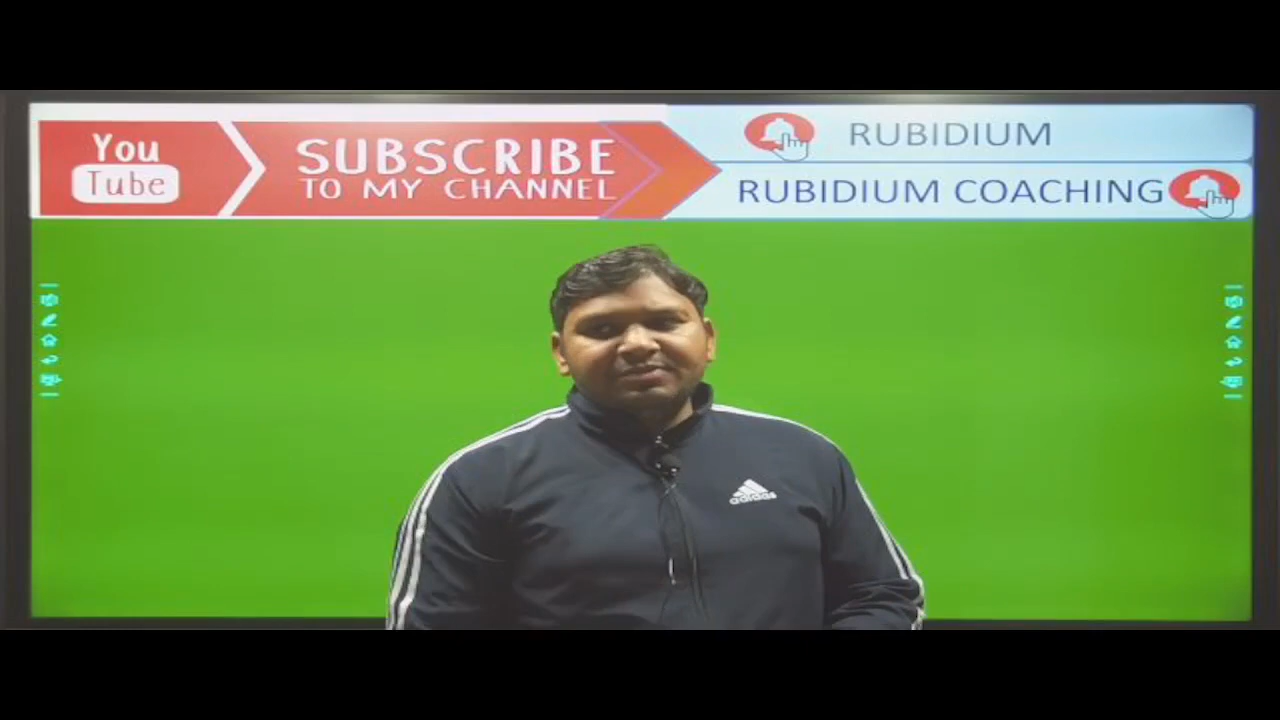 You
Tube
SUBSCRIBE
TO MY CHANNEL
RUBIDIUM
RUBIDIUM COACHING
adidas